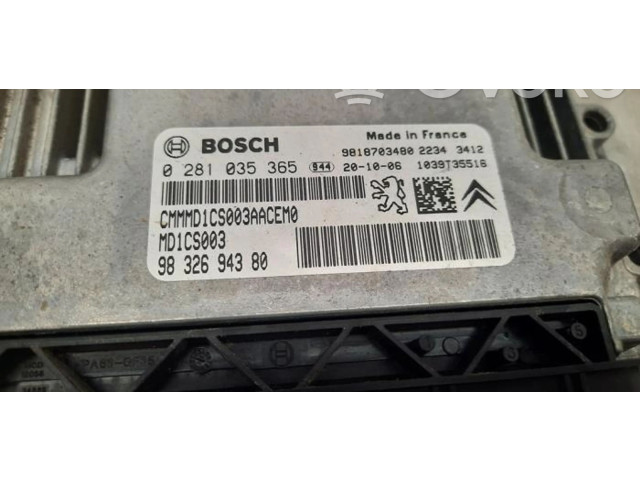 BOSCH
Made in France
0 281 035 365 944
9818703480 2234 3412
20-10-06 1039T35516
CMMMD1CS003AACEM0
MD1CS003
98 326 943 80